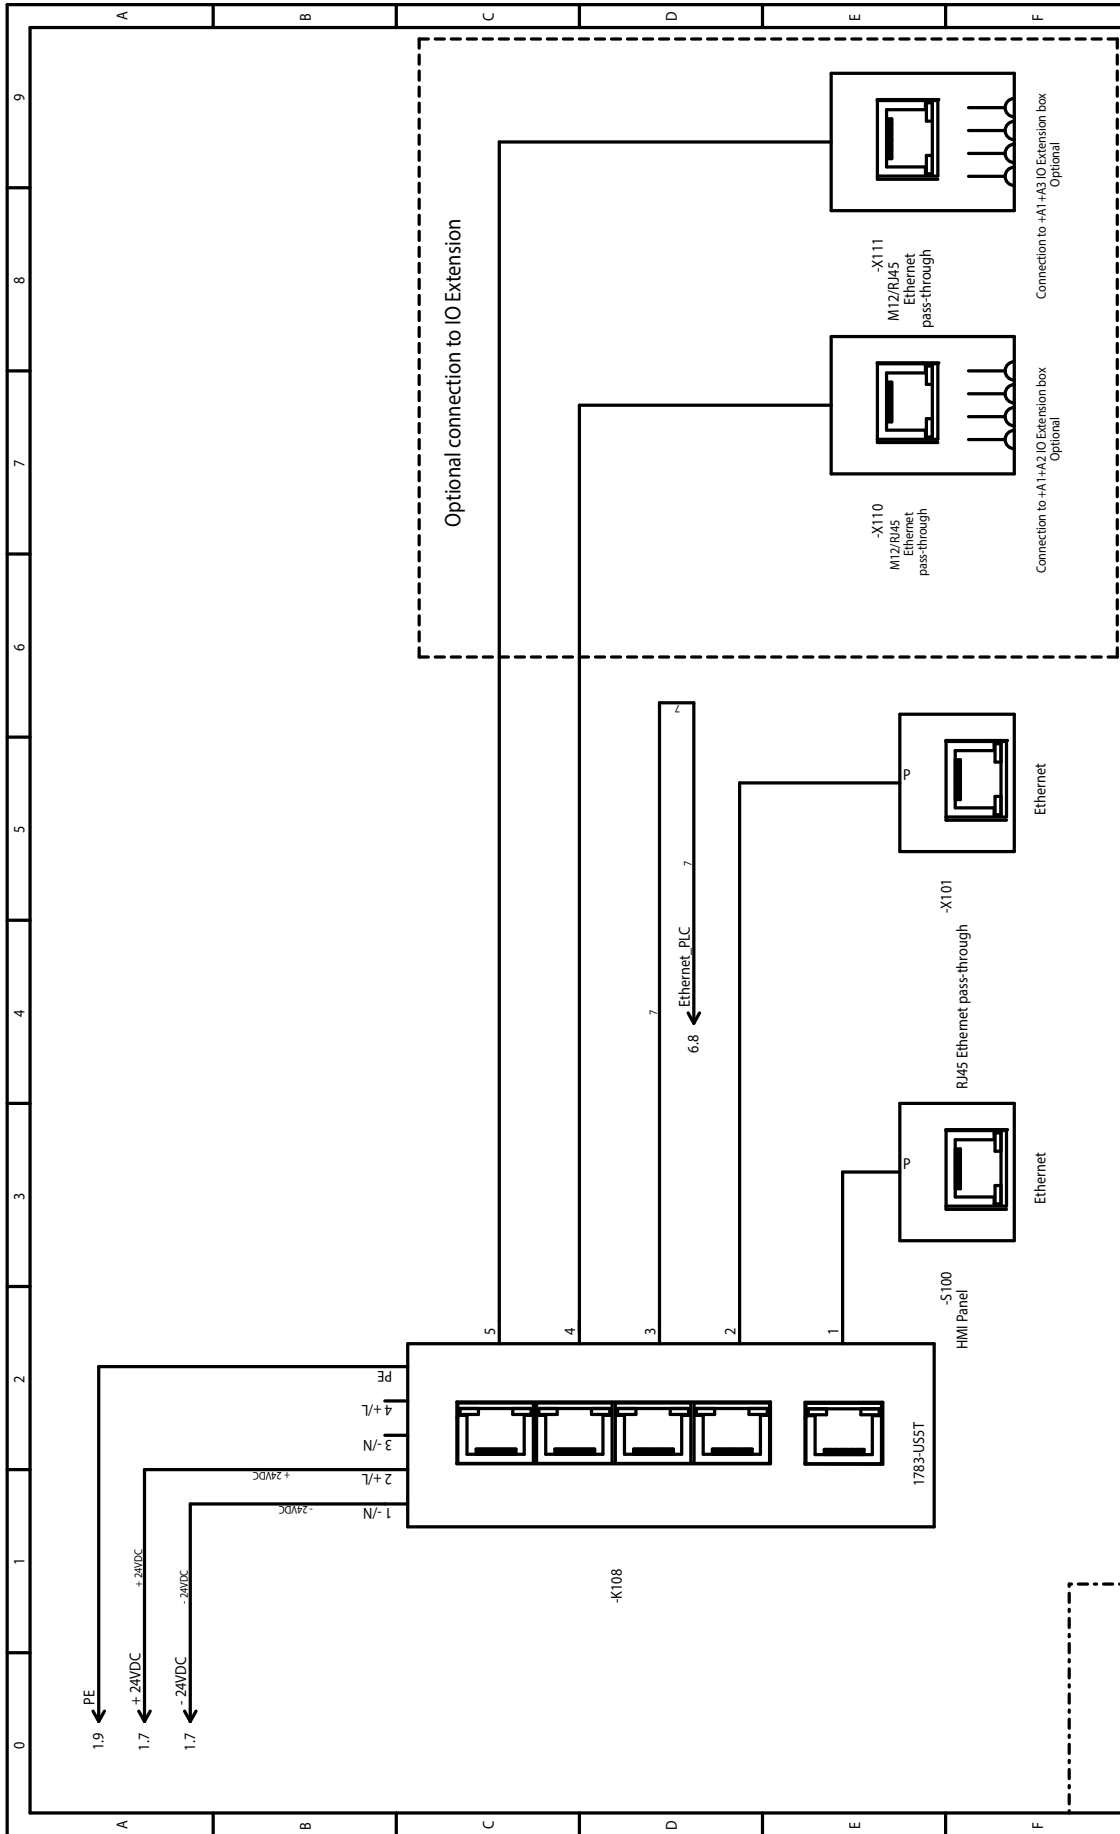 0
1
2
3
4
5
6
7
8
9
A
A
B
B
C
C
D
D
E
E
F
F
1.9
PE
1.7
+ 24VDC
+ 24VDC
+ 24VDC
1.7
- 24VDC
- 24VDC
- 24VDC
1 -/N
2 +/L
3 -/N
4 +/L
PE
-K108
1783-US5T
5
4
3
2
1
7
7
7
Ethernet_PLC
6.8
Optional connection to IO Extension
-S100
HMI Panel
P
Ethernet
-X101
RJ45 Ethernet pass-through
P
Ethernet
-X110
M12/RJ45
Ethernet
pass-through
Connection to +A1+A2 IO Extension box
Optional
-X111
M12/RJ45
Ethernet
pass-through
Connection to +A1+A3 IO Extension box
Optional